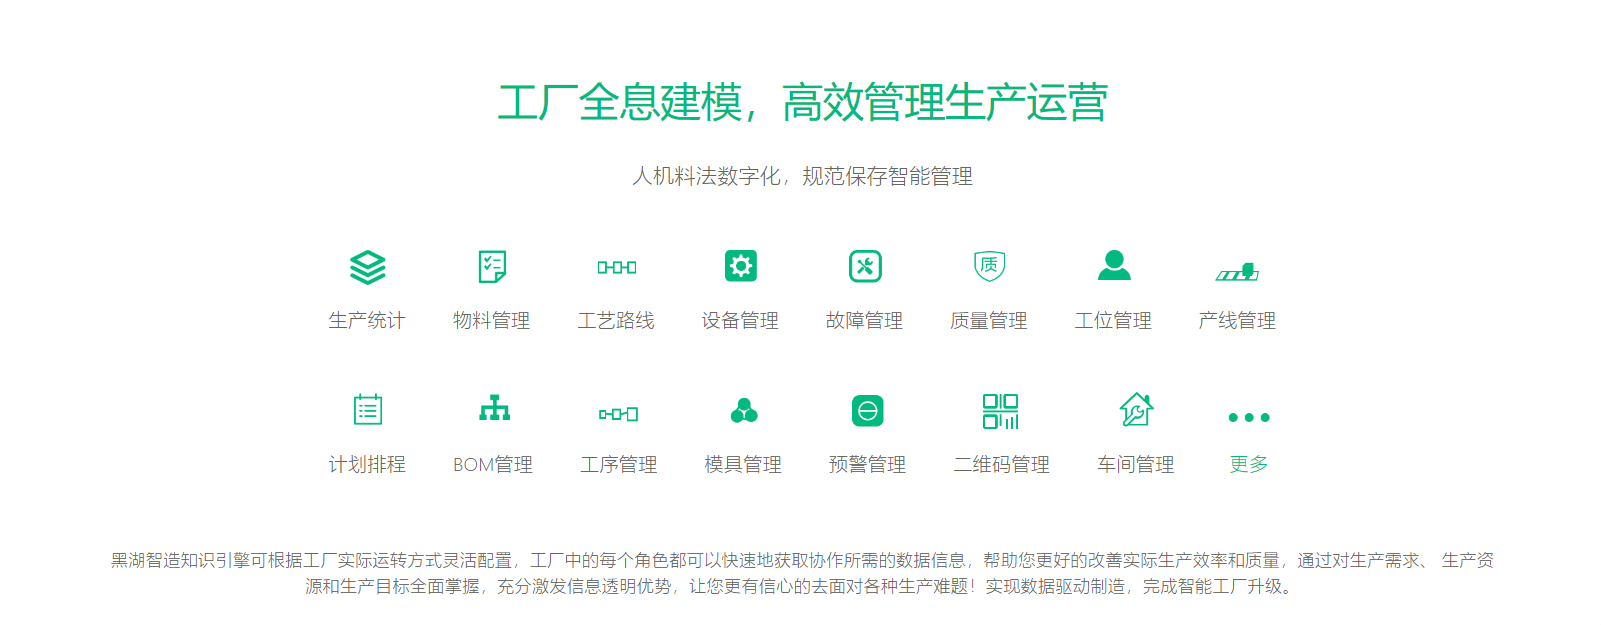 工厂全息建模，高效管理生产运营
人机料法数字化，规范保存智能管理
质
生产统计 物料管理 工艺路线 设备管理 故障管理 质量管理 工位管理 产线管理
计划排程 BOM管理 工序管理 模具管理 预警管理 二维码管理 车间管理 更多
黑湖智造知识引擎可根据工厂实际运转方式灵活配置，工厂中的每个角色都可以快速地获取协作所需的数据信息，帮助您更好的改善实际生产效率和质量，通过对生产需求、 生产资
源和生产目标全面掌握，充分激发信息透明优势，让您更有信心的去面对各种生产难题！实现数据驱动制造，完成智能工厂升级。